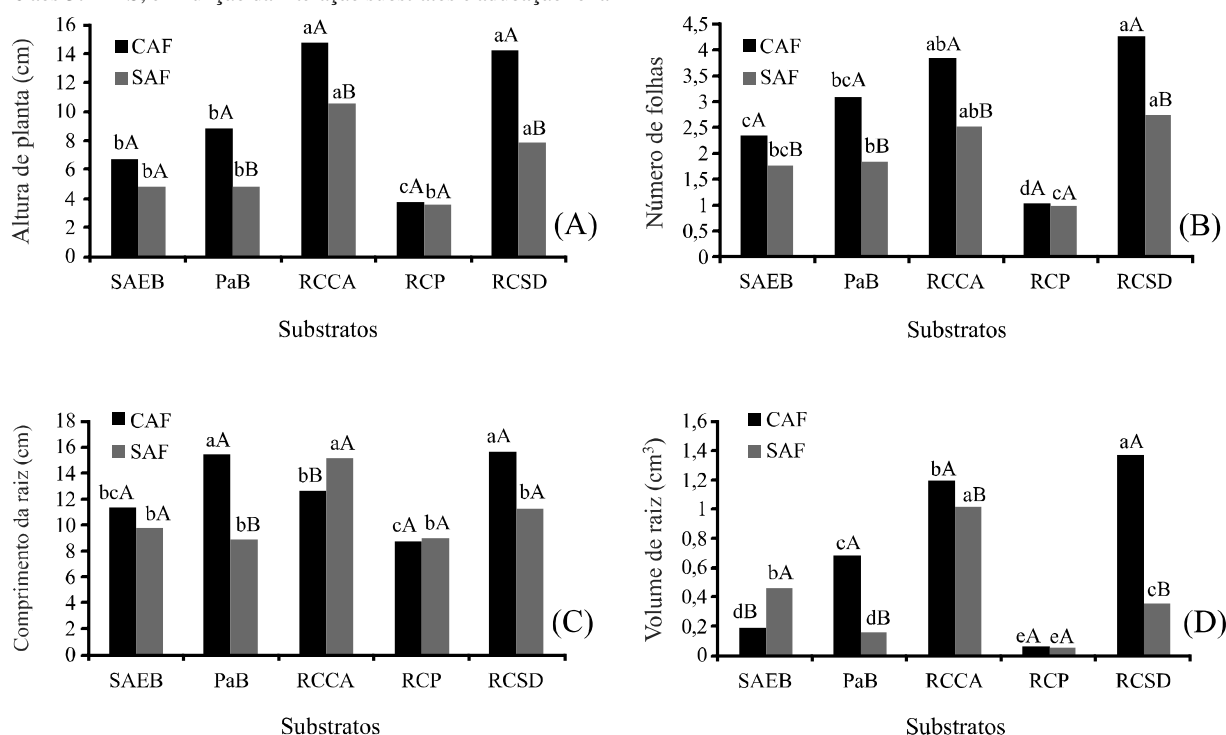 16
14
12
10
8
6
4
2
0
Altura de planta (cm)
CAF
SAF
bA
bA
bA
bB
aA
aB
cA
bA
aA
aB
(A)
SAEB PaB RCCA RCP RCSD
Substratos
4,5
4
3,5
3
2,5
2
1,5
1
0,5
0
Número de folhas
CAF
SAF
cA
bcB
bcA
bB
abA
abB
dA
cA
aA
aB
(B)
SAEB PaB RCCA RCP RCSD
Substratos
18
16
14
12
10
8
6
4
2
0
Comprimento da raiz (cm)
CAF
SAF
bcA
bA
aA
bB
bB
aA
cA
bA
aA
bA
(C)
SAEB PaB RCCA RCP RCSD
Substratos
1,6
1,4
1,2
1
0,8
0,6
0,4
0,2
0
Volume de raiz (cm³)
CAF
SAF
dB
bA
cA
dB
bA
aB
eA
eA
aA
cB
(D)
SAEB PaB RCCA RCP RCSD
Substratos